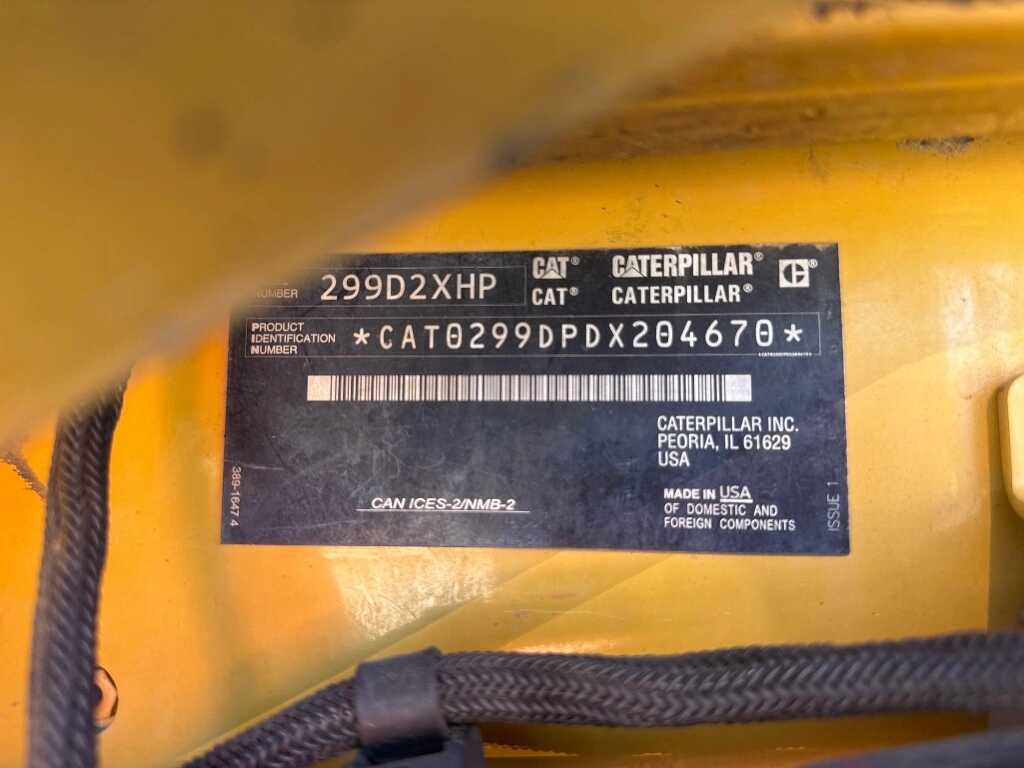 NUMBER 299D2XHP
CAT® CATERPILLAR®
CAT® CATERPILLAR®
PRODUCT
IDENTIFICATION
NUMBER
*CAT0299DPDX204670*
CATERPILLAR INC.
PEORIA, IL 61629
USA
389-1647 4
CAN ICES-2/NMB-2
MADE IN USA
OF DOMESTIC AND
FOREIGN COMPONENTS
ISSUE 1